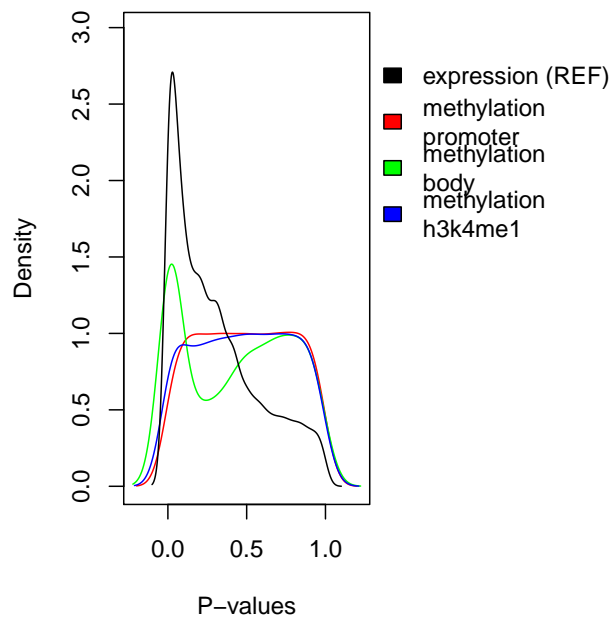 3.0
2.5
2.0
1.5
1.0
0.5
0.0
Density
0.0 0.5 1.0
P−values
expression (REF)
methylation
promoter
methylation
body
methylation
h3k4me1